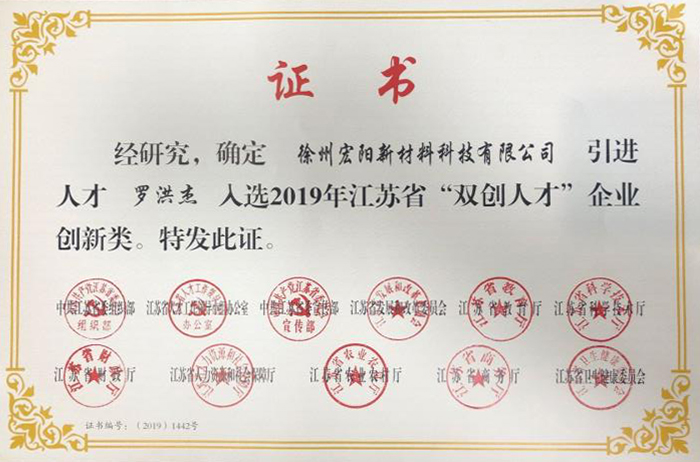 证书
经研究，确定 徐州宏阳新材料科技有限公司 引进
人才 罗洪杰 入选2019年江苏省“双创人才”企业
创新类。特发此证。
中共江苏省委组织部 江苏省人才工作领导小组办公室 中共江苏省委宣传部 江苏省发展和改革委员会 江苏省教育厅 江苏省科学技术厅
江苏省财政厅 江苏省人力资源和社会保障厅 江苏省农业农村厅 江苏省商务厅 江苏省卫生健康委员会
证书编号：（2019）1442号